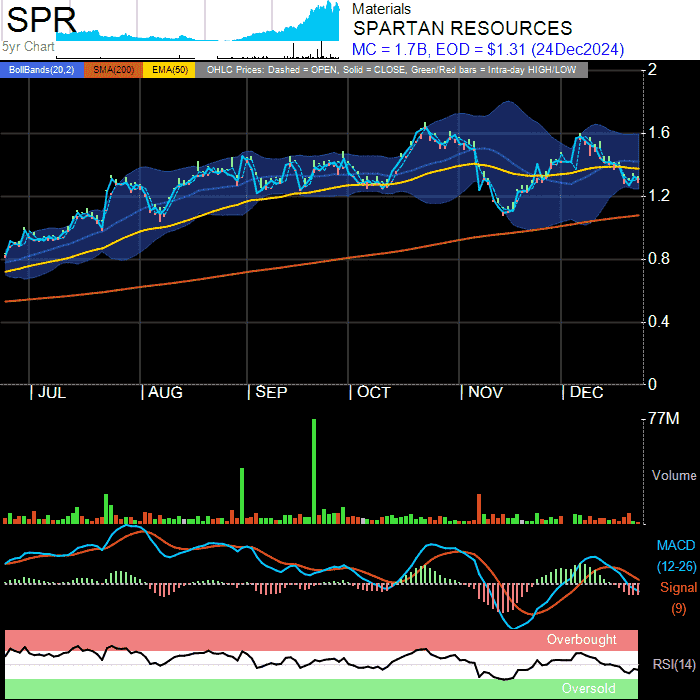 SPR
5yr Chart
Materials
SPARTAN RESOURCES
MC = 1.7B, EOD = $1.31 (24Dec2024)
BollBands(20,2) SMA(200) EMA(50) OHLC Prices: Dashed = OPEN, Solid = CLOSE, Green/Red bars = Intra-day HIGH/LOW
2
1.6
1.2
0.8
0.4
0
JUL AUG SEP OCT NOV DEC
77M
Volume
MACD
(12-26)
Signal
(9)
Overbought
RSI(14)
Oversold